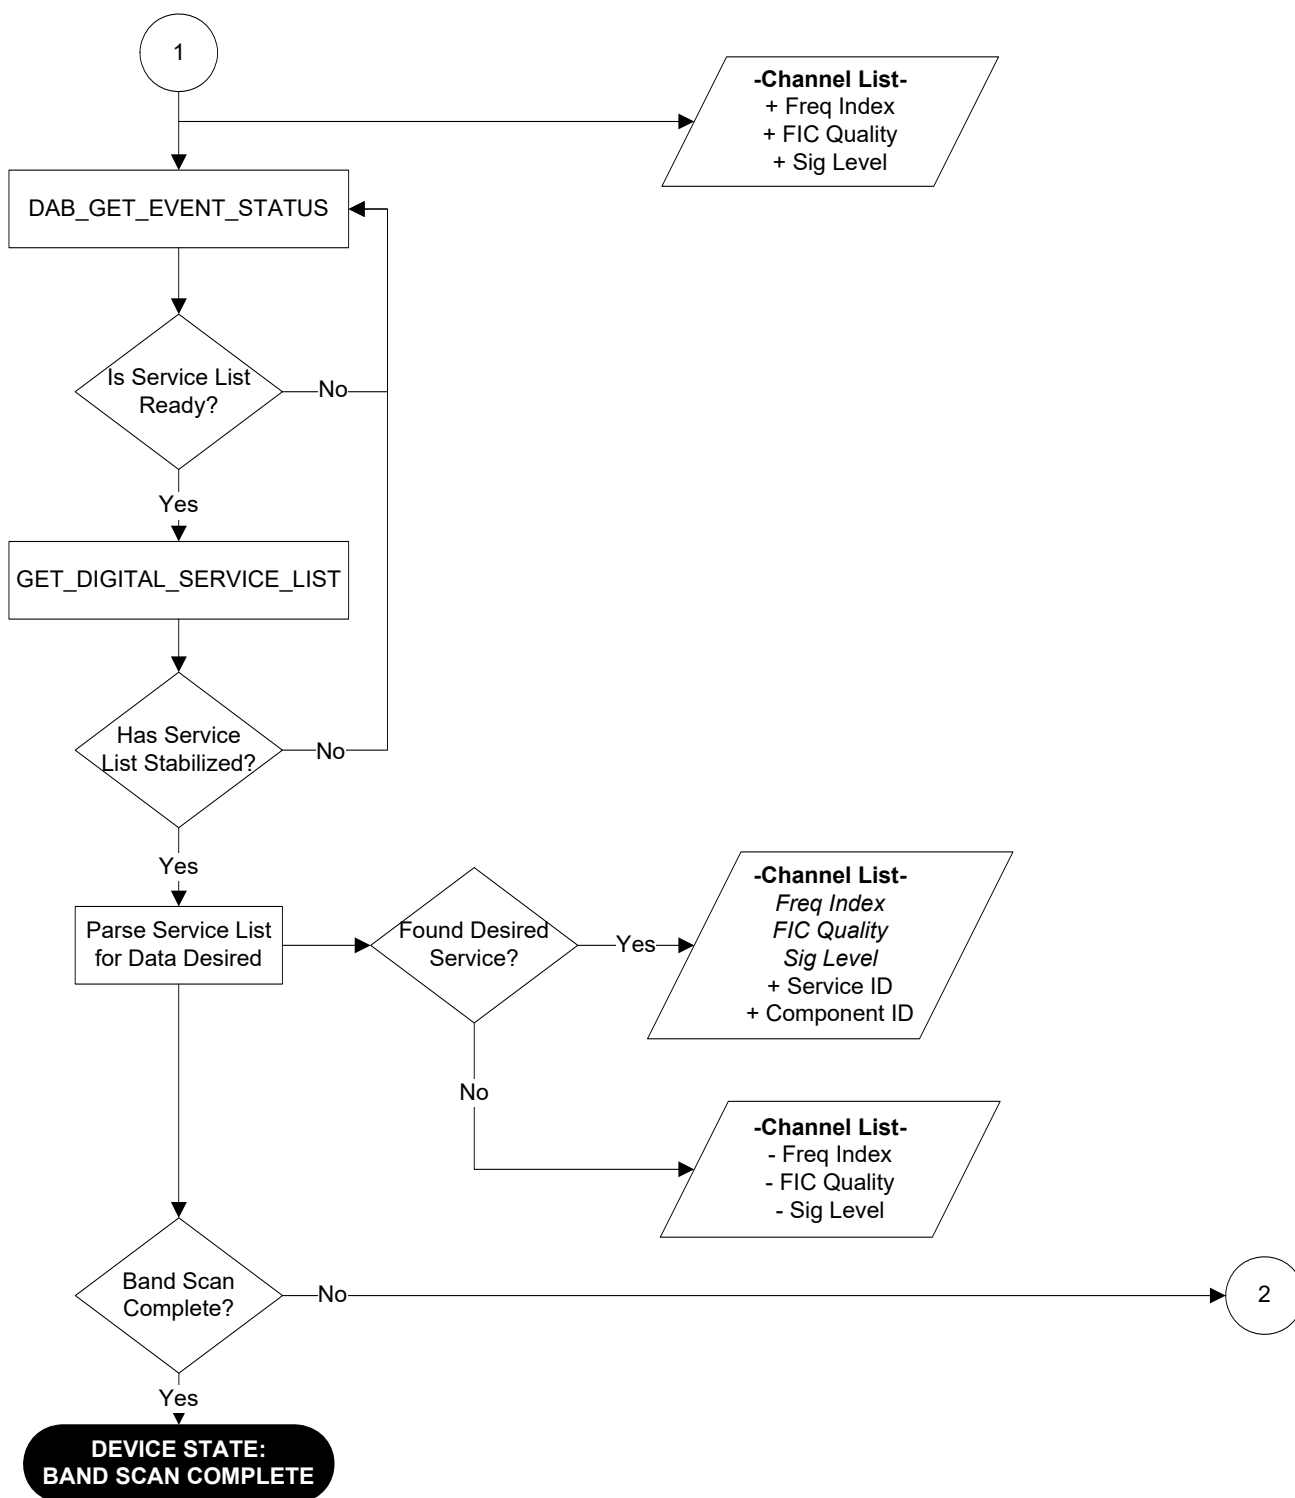 1
-Channel List-
+ Freq Index
+ FIC Quality
+ Sig Level
DAB_GET_EVENT_STATUS
Is Service List
Ready?
No
Yes
GET_DIGITAL_SERVICE_LIST
Has Service
List Stabilized?
No
Yes
Parse Service List
for Data Desired
Found Desired
Service?
Yes
-Channel List-
Freq Index
FIC Quality
Sig Level
+ Service ID
+ Component ID
No
-Channel List-
- Freq Index
- FIC Quality
- Sig Level
Band Scan
Complete?
No
2
Yes
DEVICE STATE:
BAND SCAN COMPLETE